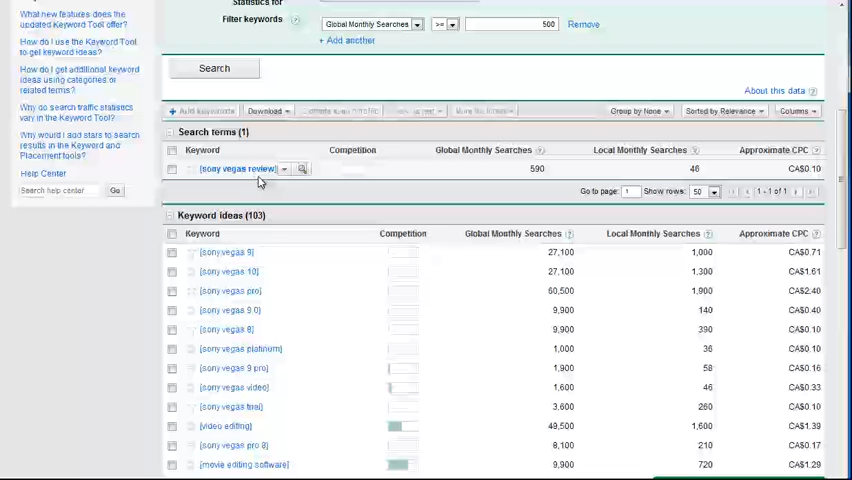 What new features does the
updated Keyword Tool offer?
How do I use the Keyword Tool
to get keyword ideas?
How do I get additional keyword
ideas using categories or
related terms?
Why do search traffic statistics
vary in the Keyword Tool?
Why would I add stars to search
results in the Keyword and
Placement tools?
Help Center
Search help center Go
Statistics for
Filter keywords Global Monthly Searches >= 500 Remove
+ Add another
Search
About this data
+ Add keywords Download Group by None Sorted by Relevance Columns
Search terms (1)
Keyword Competition Global Monthly Searches Local Monthly Searches Approximate CPC
[sony vegas review] 590 46 CA$0.10
Go to page: 1 Show rows: 50 1 - 1 of 1
Keyword ideas (103)
Keyword Competition Global Monthly Searches Local Monthly Searches Approximate CPC
[sony vegas 9] 27,100 1,000 CA$0.71
[sony vegas 10] 27,100 1,300 CA$1.61
[sony vegas pro] 60,500 1,900 CA$2.40
[sony vegas 9.0] 9,900 140 CA$0.40
[sony vegas 8] 9,900 390 CA$0.10
[sony vegas platinum] 1,000 36 CA$0.10
[sony vegas 9 pro] 1,900 58 CA$0.16
[sony vegas video] 1,600 46 CA$0.33
[sony vegas trial] 3,600 260 CA$0.10
[video editing] 49,500 1,600 CA$1.39
[sony vegas pro 8] 8,100 210 CA$0.17
[movie editing software] 9,900 720 CA$1.29